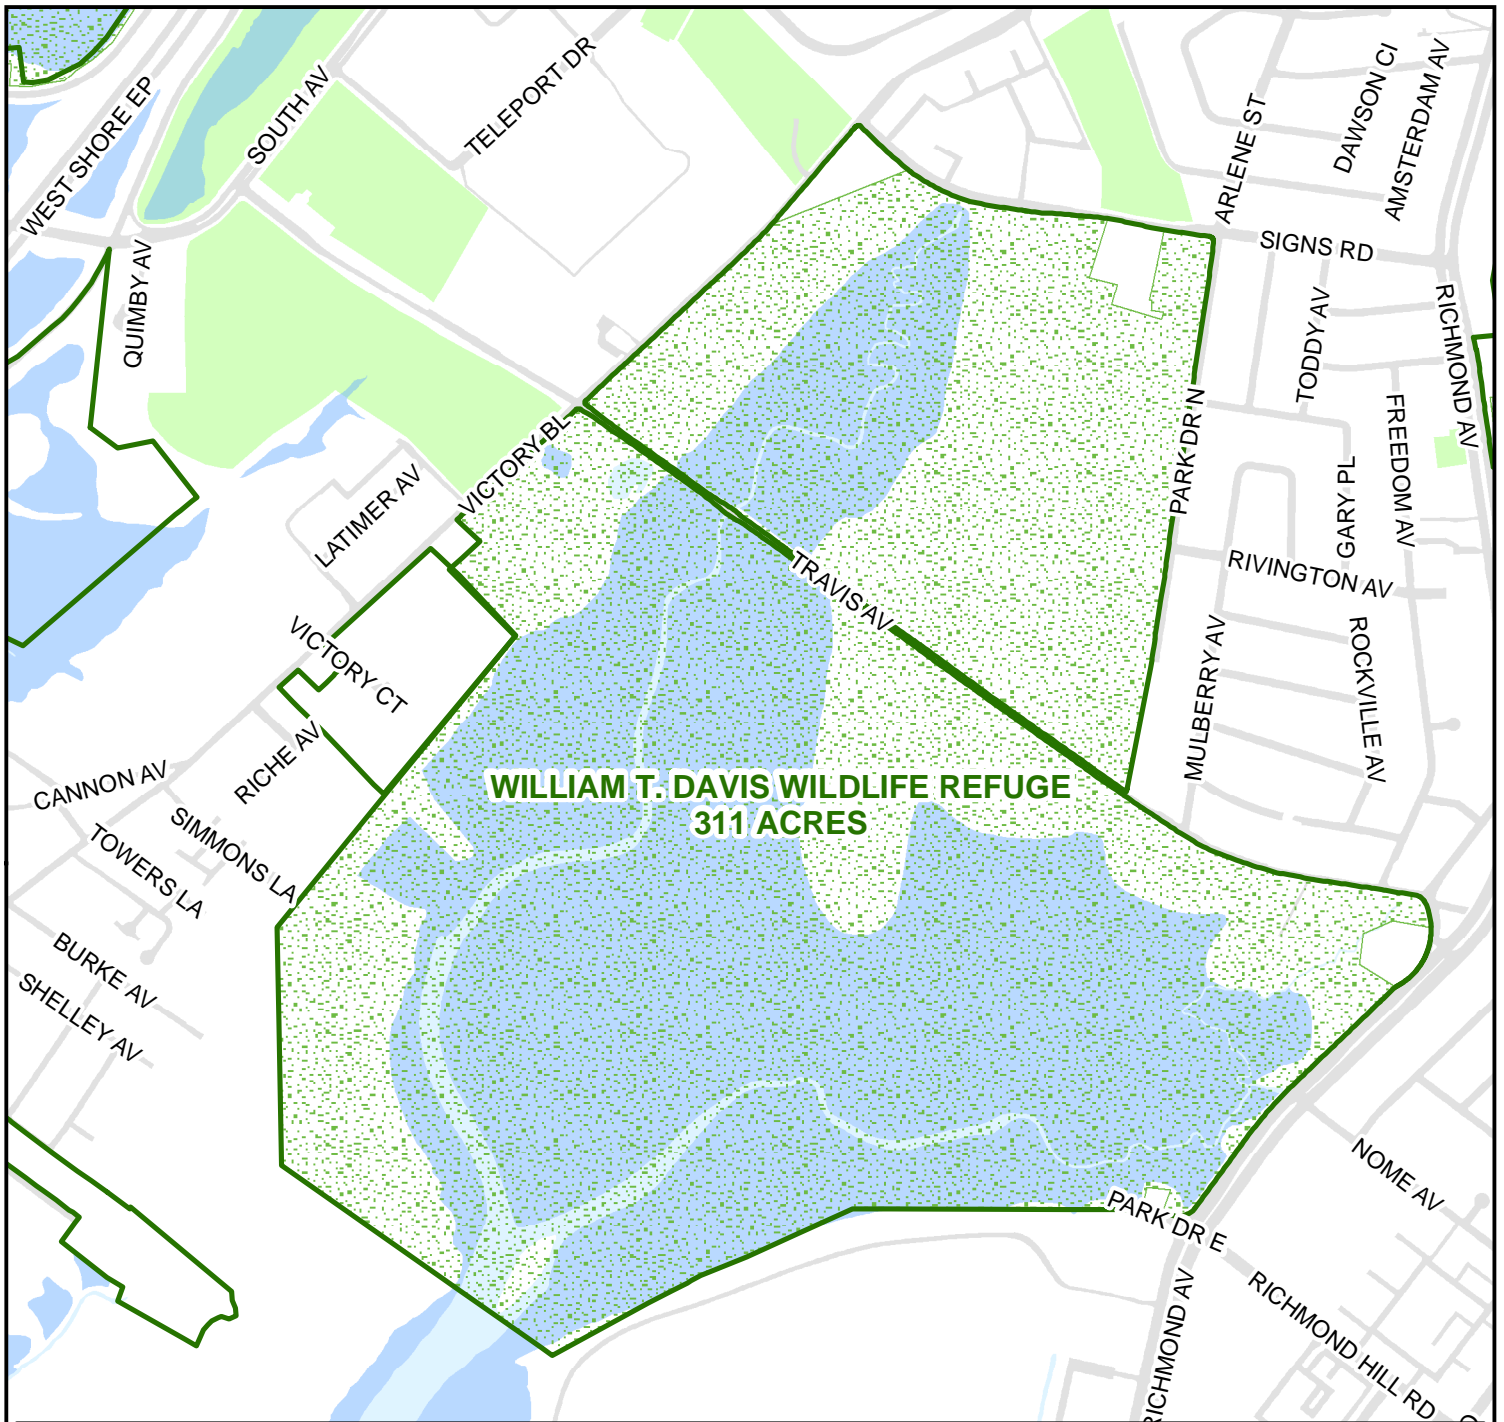 WEST SHORE EP
SOUTH AV
TELEPORT DR
DAWSON CI
AMSTERDAM AV
ARLENE ST
SIGNS RD
QUIMBY AV
TODDY AV
RICHMOND AV
PARK DR N
FREEDOM AV
VICTORY BL
LATIMER AV
GARY PL
TRAVIS AV
RIVINGTON AV
VICTORY CT
MULBERRY AV
ROCKVILLE AV
RICHE AV
CANNON AV
WILLIAM T. DAVIS WILDLIFE REFUGE
311 ACRES
SIMMONS LA
TOWERS LA
BURKE AV
SHELLEY AV
NOME AV
PARK DR E
RICHMOND AV
RICHMOND HILL RD